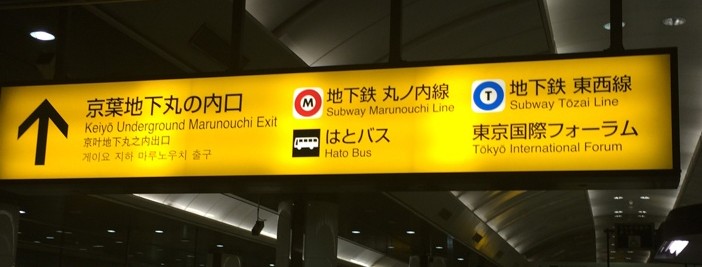 京葉地下丸の内口
Keiyō Underground Marunouchi Exit
京叶地下丸之内出口
게이요 지하 마루노우치 출구
M 地下鉄 丸ノ内線
Subway Marunouchi Line
はとバス
Hato Bus
T 地下鉄 東西線
Subway Tōzai Line
東京国際フォーラム
Tōkyō International Forum